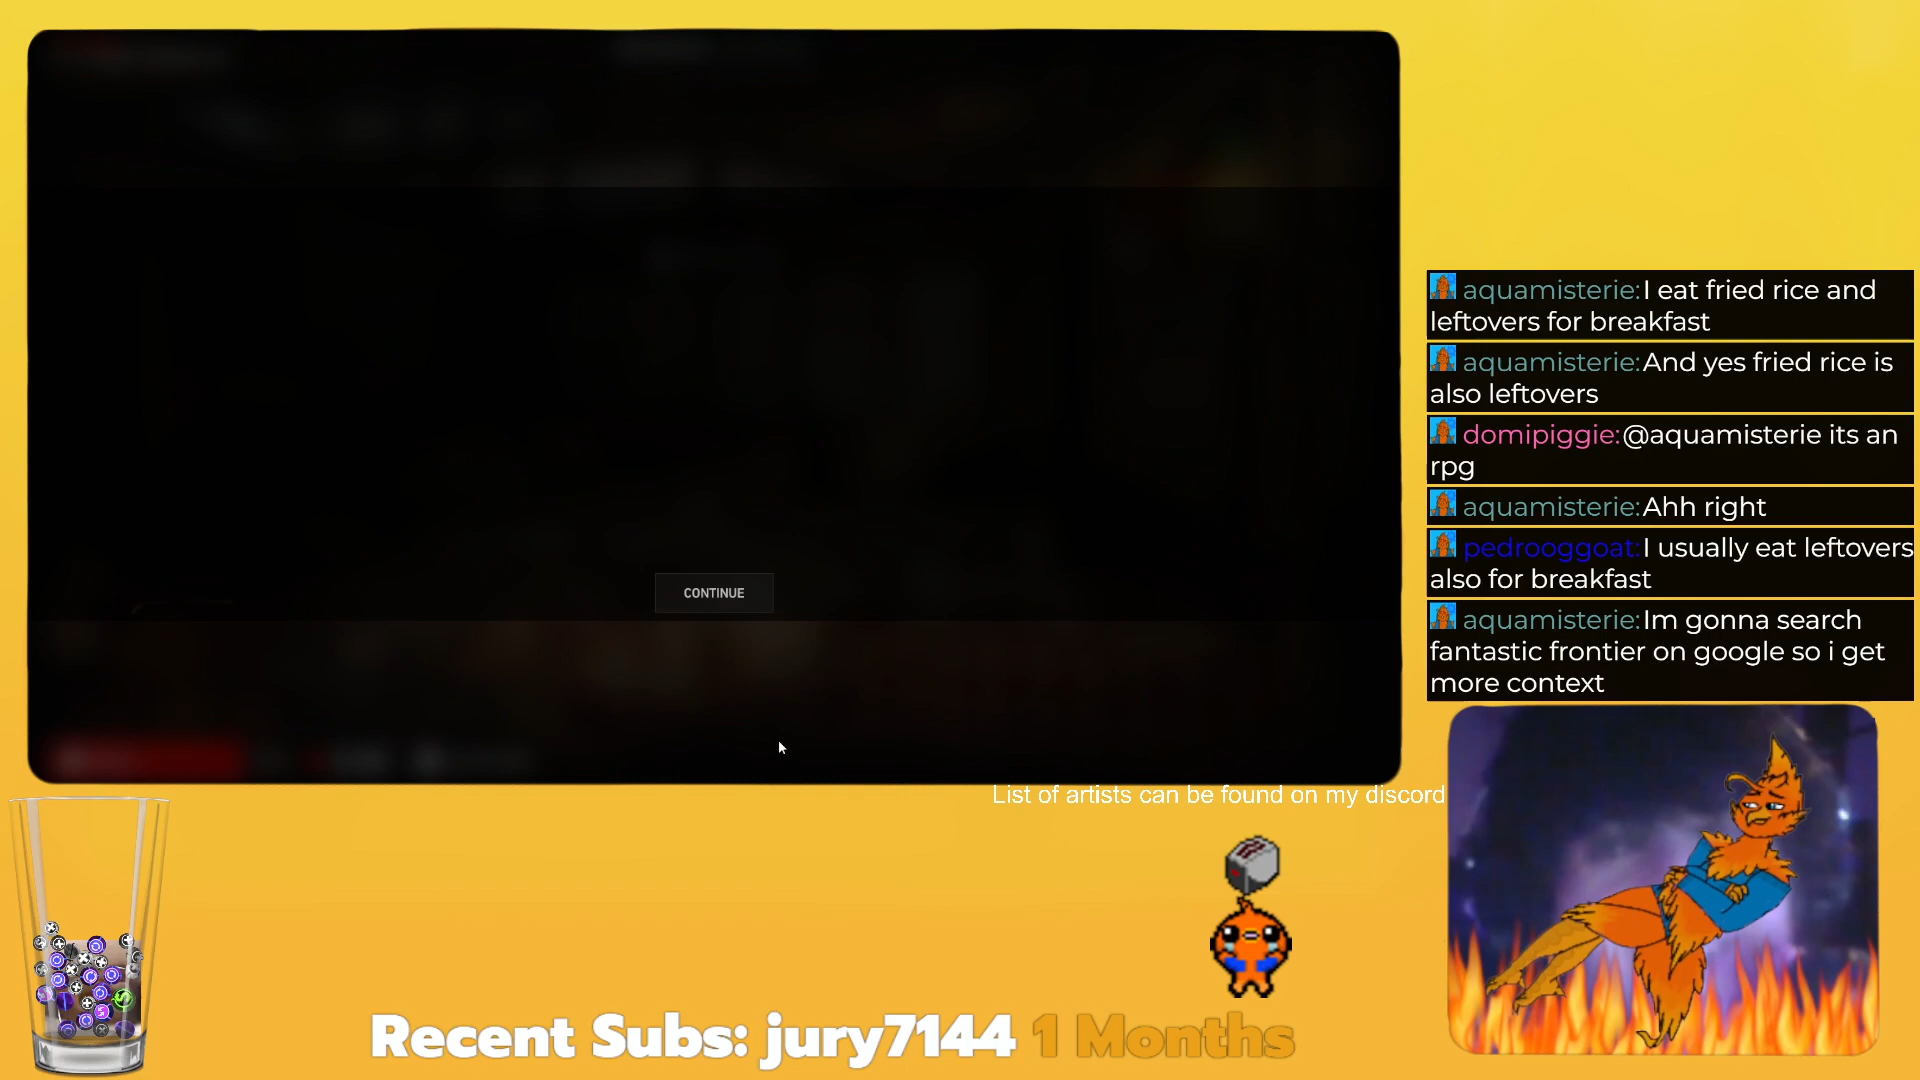 CONTINUE
aquamisterie:I eat fried rice and
leftovers for breakfast
aquamisterie:And yes fried rice is
also leftovers
domipiggie:@aquamisterie its an
rpg
aquamisterie:Ahh right
pedrooggoat:I usually eat leftovers
also for breakfast
aquamisterie:Im gonna search
fantastic frontier on google so i get
more context
List of artists can be found on my discord
Recent Subs: jury7144 1 Months